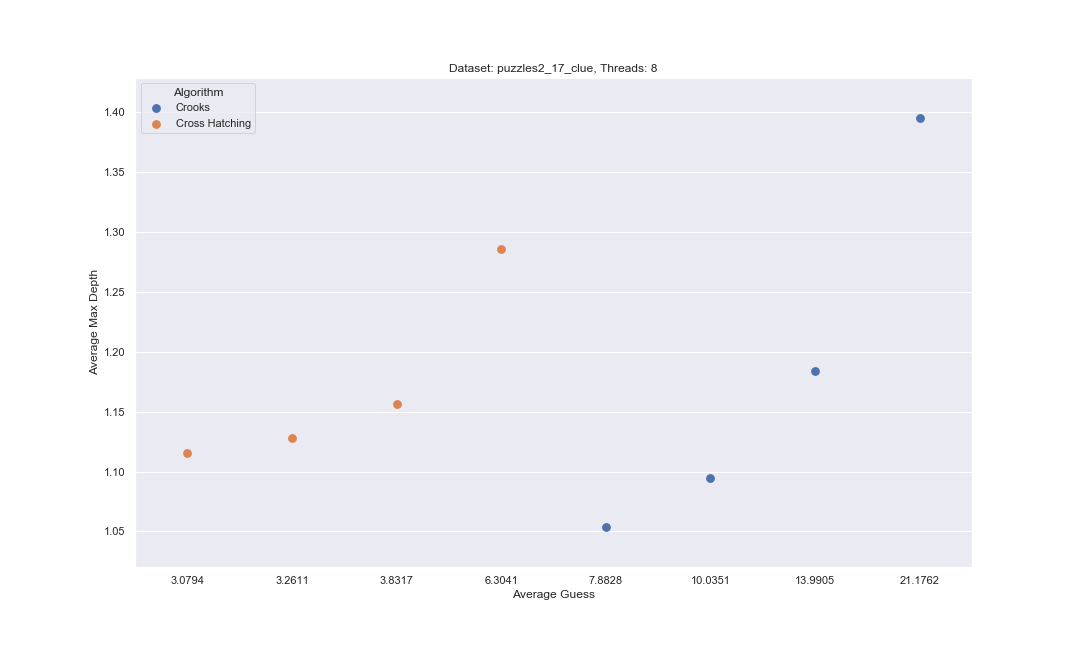 Dataset: puzzles2_17_clue, Threads: 8
Algorithm
Crooks
Cross Hatching
Average Max Depth
1.40
1.35
1.30
1.25
1.20
1.15
1.10
1.05
3.0794 3.2611 3.8317 6.3041 7.8828 10.0351 13.9905 21.1762
Average Guess